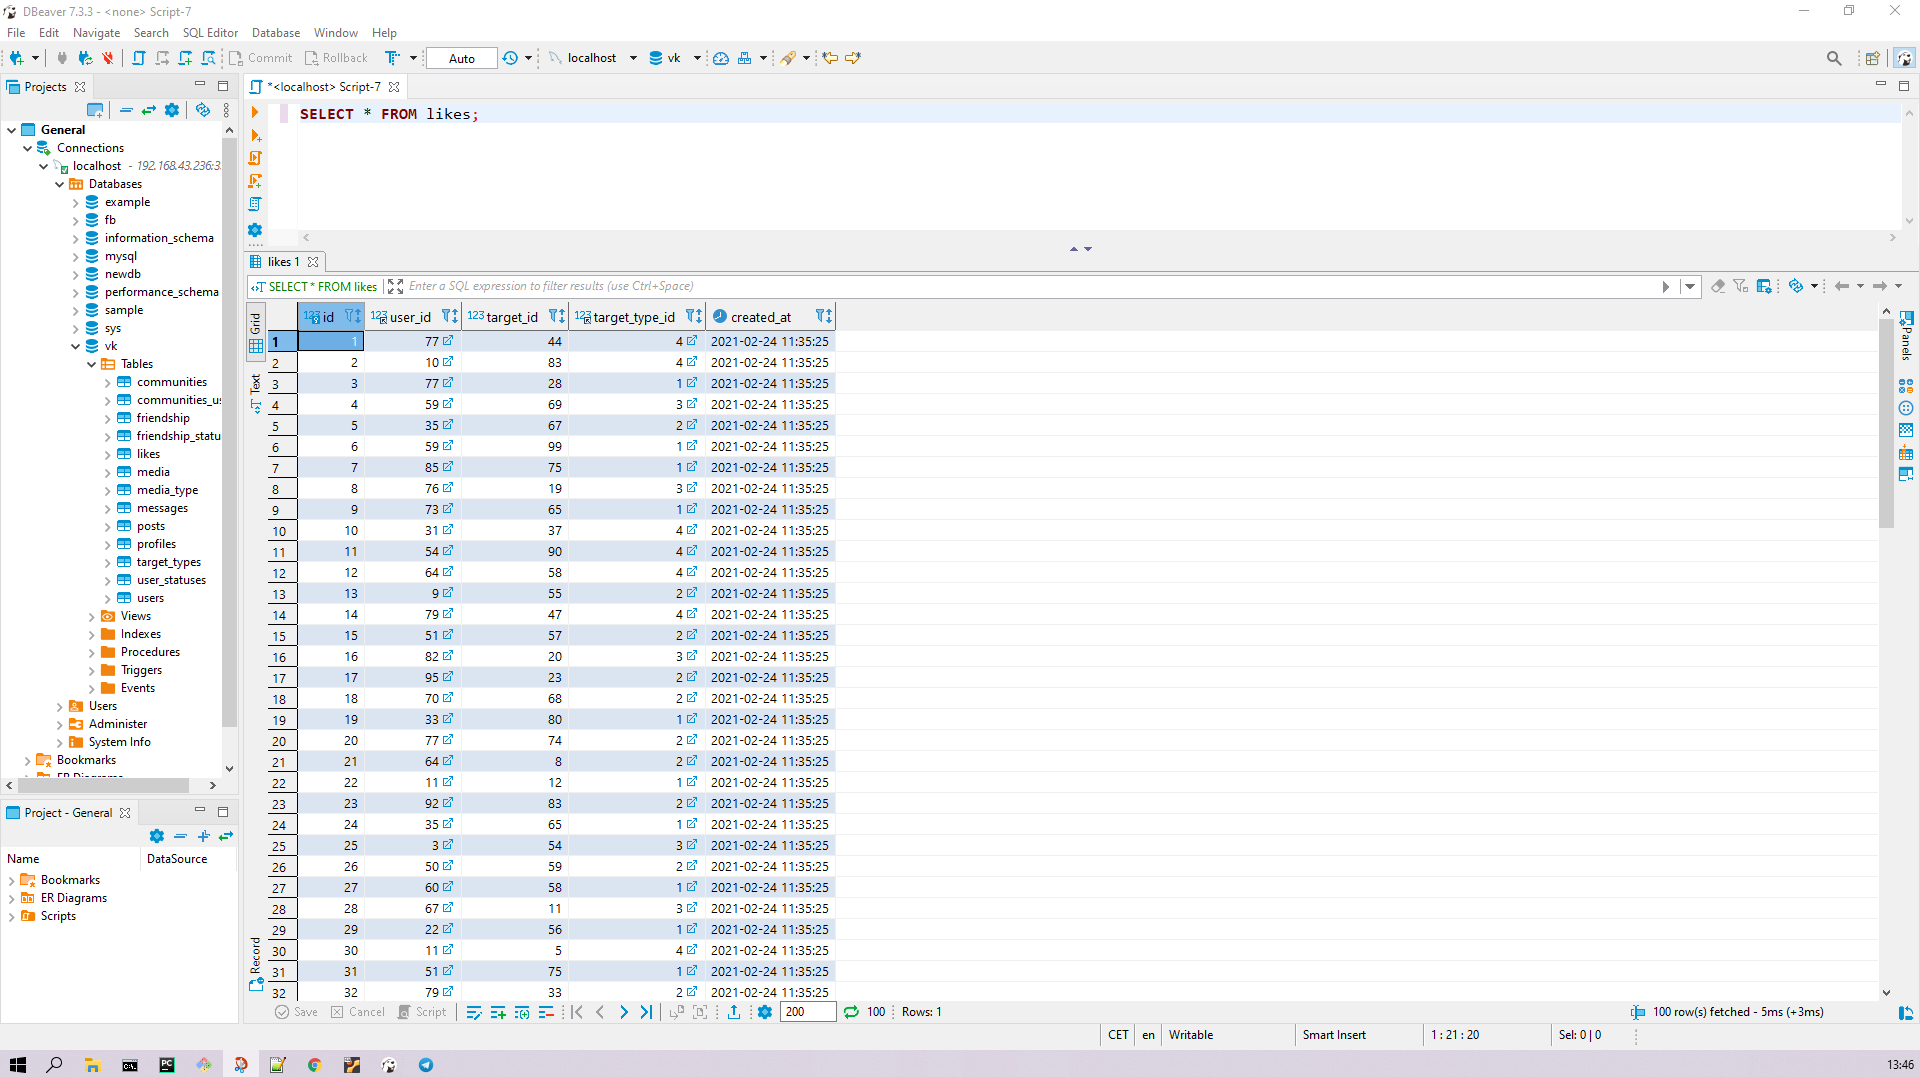 DBeaver 7.3.3 - <none> Script-7
File Edit Navigate Search SQL Editor Database Window Help
Commit Rollback Auto localhost vk
Projects
General
Connections
localhost - 192.168.43.236:3
Databases
example
fb
information_schema
mysql
newdb
performance_schema
sample
sys
vk
Tables
communities
communities_u
friendship
friendship_statu
likes
media
media_type
messages
posts
profiles
target_types
user_statuses
users
Views
Indexes
Procedures
Triggers
Events
Users
Administer
System Info
Bookmarks
ER Diagrams
Project - General
Name DataSource
Bookmarks
ER Diagrams
Scripts
*<localhost> Script-7
SELECT * FROM likes;
likes 1
SELECT * FROM likes Enter a SQL expression to filter results (use Ctrl+Space)
Grid
Text
Record
Panels
123 id 123 user_id 123 target_id 123 target_type_id created_at
1 1 77 44 4 2021-02-24 11:35:25
2 2 10 83 4 2021-02-24 11:35:25
3 3 77 28 1 2021-02-24 11:35:25
4 4 59 69 3 2021-02-24 11:35:25
5 5 35 67 2 2021-02-24 11:35:25
6 6 59 99 1 2021-02-24 11:35:25
7 7 85 75 1 2021-02-24 11:35:25
8 8 76 19 3 2021-02-24 11:35:25
9 9 73 65 1 2021-02-24 11:35:25
10 10 31 37 4 2021-02-24 11:35:25
11 11 54 90 4 2021-02-24 11:35:25
12 12 64 58 4 2021-02-24 11:35:25
13 13 9 55 2 2021-02-24 11:35:25
14 14 79 47 4 2021-02-24 11:35:25
15 15 51 57 2 2021-02-24 11:35:25
16 16 82 20 3 2021-02-24 11:35:25
17 17 95 23 2 2021-02-24 11:35:25
18 18 70 68 2 2021-02-24 11:35:25
19 19 33 80 1 2021-02-24 11:35:25
20 20 77 74 2 2021-02-24 11:35:25
21 21 64 8 2 2021-02-24 11:35:25
22 22 11 12 1 2021-02-24 11:35:25
23 23 92 83 2 2021-02-24 11:35:25
24 24 35 65 1 2021-02-24 11:35:25
25 25 3 54 3 2021-02-24 11:35:25
26 26 50 59 2 2021-02-24 11:35:25
27 27 60 58 1 2021-02-24 11:35:25
28 28 67 11 3 2021-02-24 11:35:25
29 29 22 56 1 2021-02-24 11:35:25
30 30 11 5 4 2021-02-24 11:35:25
31 31 51 75 1 2021-02-24 11:35:25
32 32 79 33 2 2021-02-24 11:35:25
Save Cancel Script 200 100 Rows: 1 100 row(s) fetched - 5ms (+3ms)
CET en Writable Smart Insert 1 : 21 : 20 Sel: 0 | 0
13:46